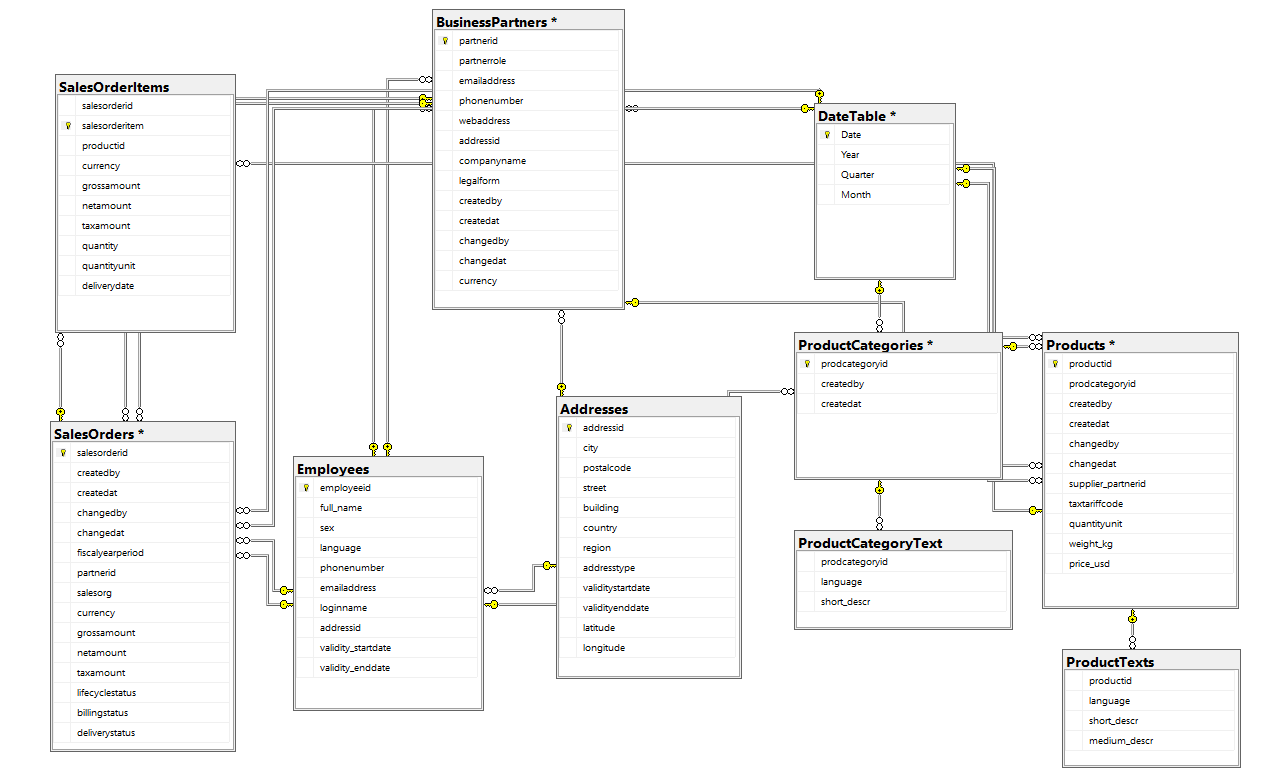 BusinessPartners *
partnerid
partnerrole
emailaddress
phonenumber
webaddress
addressid
companyname
legalform
createdby
createdat
changedby
changedat
currency
SalesOrderItems
salesorderid
salesorderitem
productid
currency
grossamount
netamount
taxamount
quantity
quantityunit
deliverydate
DateTable *
Date
Year
Quarter
Month
ProductCategories *
prodcategoryid
createdby
createdat
Products *
productid
prodcategoryid
createdby
createdat
changedby
changedat
supplier_partnerid
taxtariffcode
quantityunit
weight_kg
price_usd
Addresses
addressid
city
postalcode
street
building
country
region
addresstype
validitystartdate
validityenddate
latitude
longitude
SalesOrders *
salesorderid
createdby
createdat
changedby
changedat
fiscalyearperiod
partnerid
salesorg
currency
grossamount
netamount
taxamount
lifecyclestatus
billingstatus
deliverystatus
Employees
employeeid
full_name
sex
language
phonenumber
emailaddress
loginname
addressid
validity_startdate
validity_enddate
ProductCategoryText
prodcategoryid
language
short_descr
ProductTexts
productid
language
short_descr
medium_descr